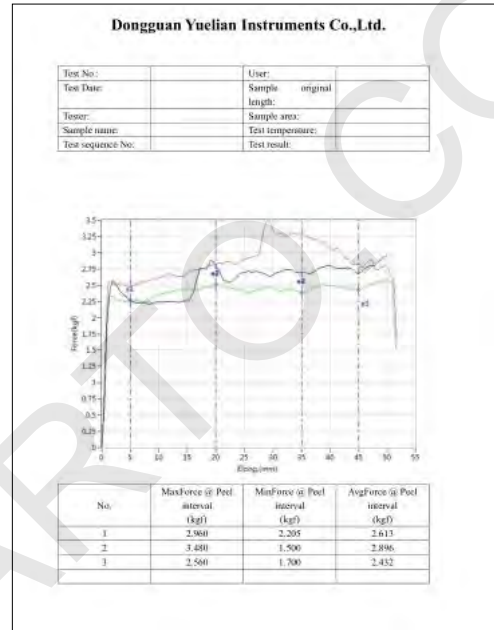 Dongguan Yuelian Instruments Co.,Ltd.
Test No.: User:
Test Date: Sample original
length:
Tester: Sample area:
Sample name: Test temperature:
Test sequence No: Test result:
3.5
3.25
3
2.75
2.5
2.25
2
1.75
1.5
1.25
1
0.75
0.5
0.25
0
Force(kgf)
0 5 10 15 20 25 30 35 40 45 50 55
Elong.(mm)
No. MaxForce @ Peel MinForce @ Peel AvgForce @ Peel
interval interval interval
(kgf) (kgf) (kgf)
1 2.960 2.205 2.613
2 3.480 1.500 2.896
3 2.560 1.700 2.432